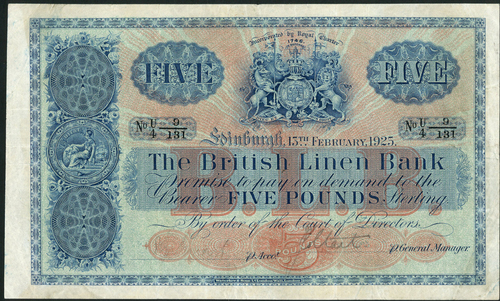 Incorporated by Royal Charter
1746
FIVE FIVE
No U/4 9/131 No U/4 9/131
Edinburgh, 13TH FEBRUARY, 1925,
The British Linen Bank
Promise to pay on demand to the
Bearer FIVE POUNDS Sterling
B.L.B.
By order of the Court of Directors,
P. Acct. P. General Manager